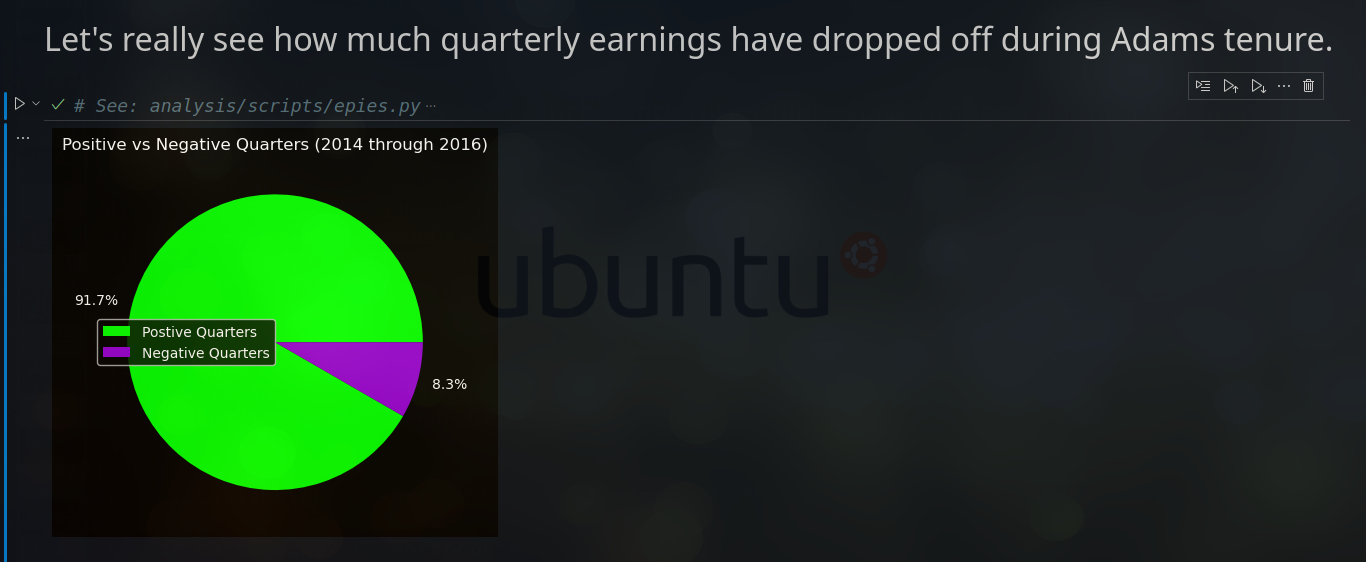 Let's really see how much quarterly earnings have dropped off during Adams tenure.
# See: analysis/scripts/epies.py ...
Positive vs Negative Quarters (2014 through 2016)
91.7%
Postive Quarters
Negative Quarters
8.3%
ubuntu